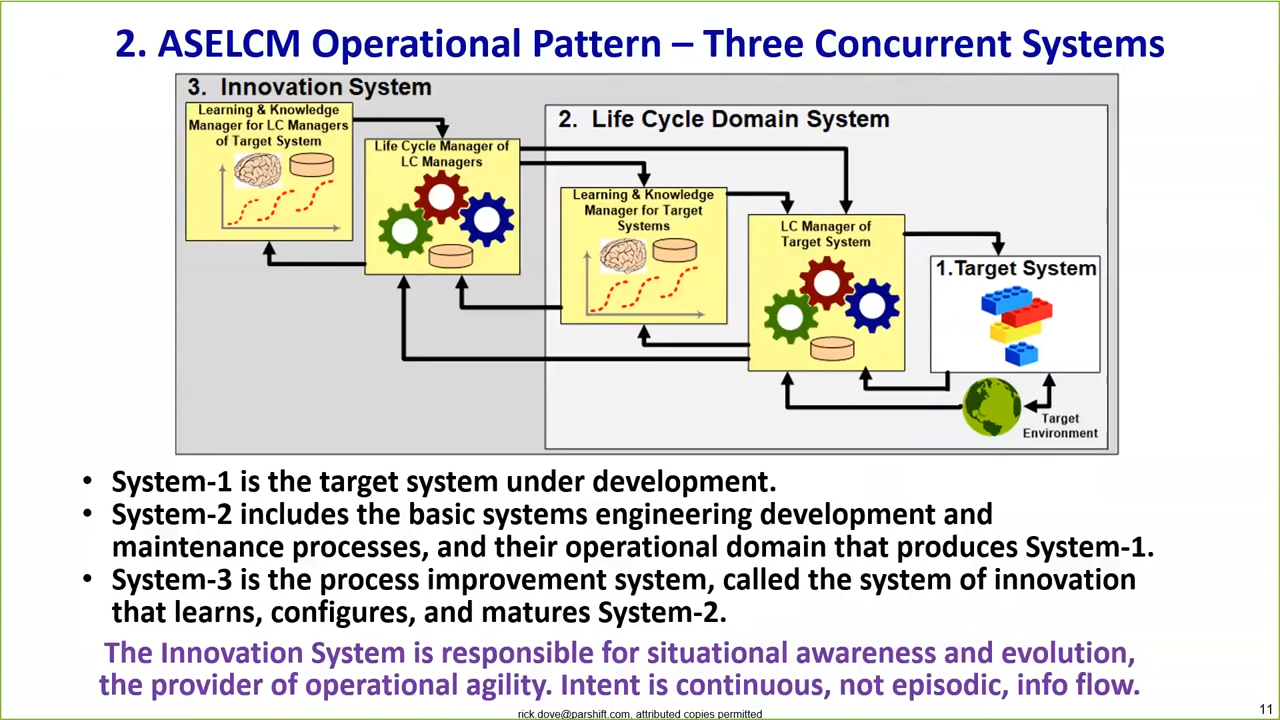 2. ASELCM Operational Pattern – Three Concurrent Systems
3. Innovation System
Learning & Knowledge
Manager for LC Managers
of Target System
Life Cycle Manager of
LC Managers
2. Life Cycle Domain System
Learning & Knowledge
Manager for Target
Systems
LC Manager of
Target System
1.Target System
Target
Environment
• System-1 is the target system under development.
• System-2 includes the basic systems engineering development and
maintenance processes, and their operational domain that produces System-1.
• System-3 is the process improvement system, called the system of innovation
that learns, configures, and matures System-2.
The Innovation System is responsible for situational awareness and evolution,
the provider of operational agility. Intent is continuous, not episodic, info flow.
rick.dove@parshift.com, attributed copies permitted
11